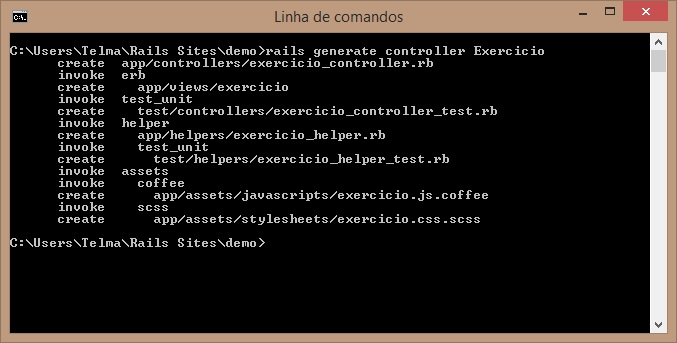 Linha de comandos
C:\Users\Telma\Rails Sites\demo>rails generate controller Exercicio
create app/controllers/exercicio_controller.rb
invoke erb
create app/views/exercicio
invoke test_unit
create test/controllers/exercicio_controller_test.rb
invoke helper
create app/helpers/exercicio_helper.rb
invoke test_unit
create test/helpers/exercicio_helper_test.rb
invoke assets
invoke coffee
create app/assets/javascripts/exercicio.js.coffee
invoke scss
create app/assets/stylesheets/exercicio.css.scss
C:\Users\Telma\Rails Sites\demo>